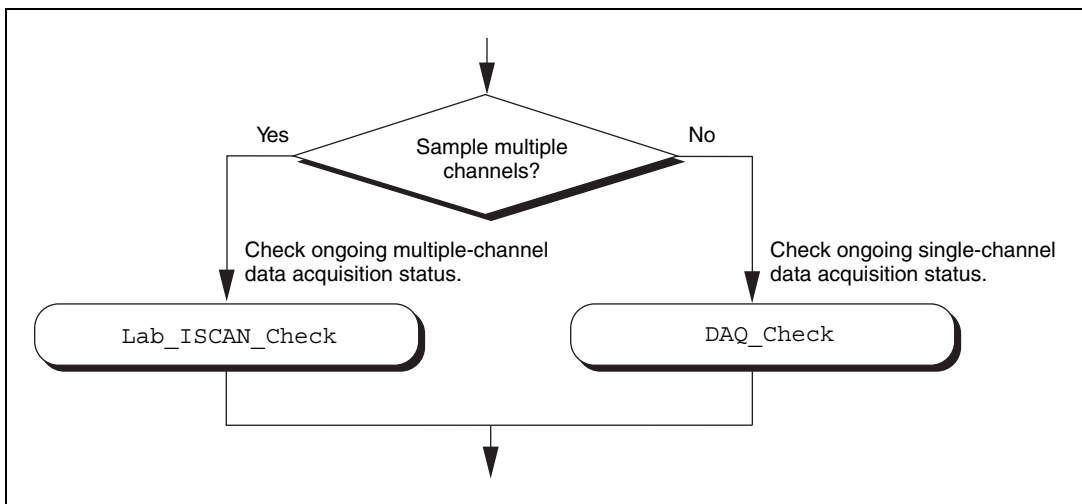 Yes
Sample multiple
channels?
No
Check ongoing multiple-channel
data acquisition status.
Check ongoing single-channel
data acquisition status.
Lab_ISCAN_Check
DAQ_Check